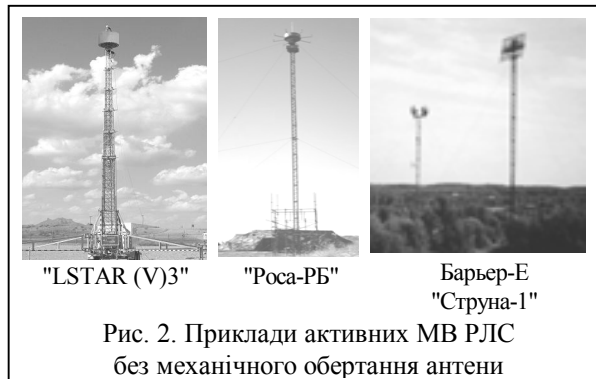 "LSTAR (V)3"
"Роса-РБ"
Барьер-Е
"Струна-1"
Рис. 2. Приклади активних МВ РЛС
без механічного обертання антени